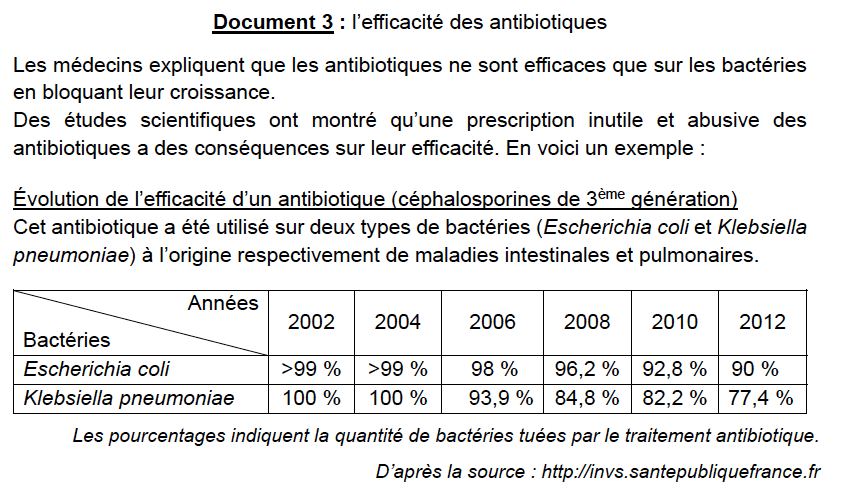 Document 3 : l’efficacité des antibiotiques
Les médecins expliquent que les antibiotiques ne sont efficaces que sur les bactéries
en bloquant leur croissance.
Des études scientifiques ont montré qu’une prescription inutile et abusive des
antibiotiques a des conséquences sur leur efficacité. En voici un exemple :
Évolution de l’efficacité d’un antibiotique (céphalosporines de 3ème génération)
Cet antibiotique a été utilisé sur deux types de bactéries (Escherichia coli et Klebsiella
pneumoniae) à l’origine respectivement de maladies intestinales et pulmonaires.
Années
Bactéries
2002 2004 2006 2008 2010 2012
Escherichia coli >99 % >99 % 98 % 96,2 % 92,8 % 90 %
Klebsiella pneumoniae 100 % 100 % 93,9 % 84,8 % 82,2 % 77,4 %
Les pourcentages indiquent la quantité de bactéries tuées par le traitement antibiotique.
D’après la source : http://invs.santepubliquefrance.fr